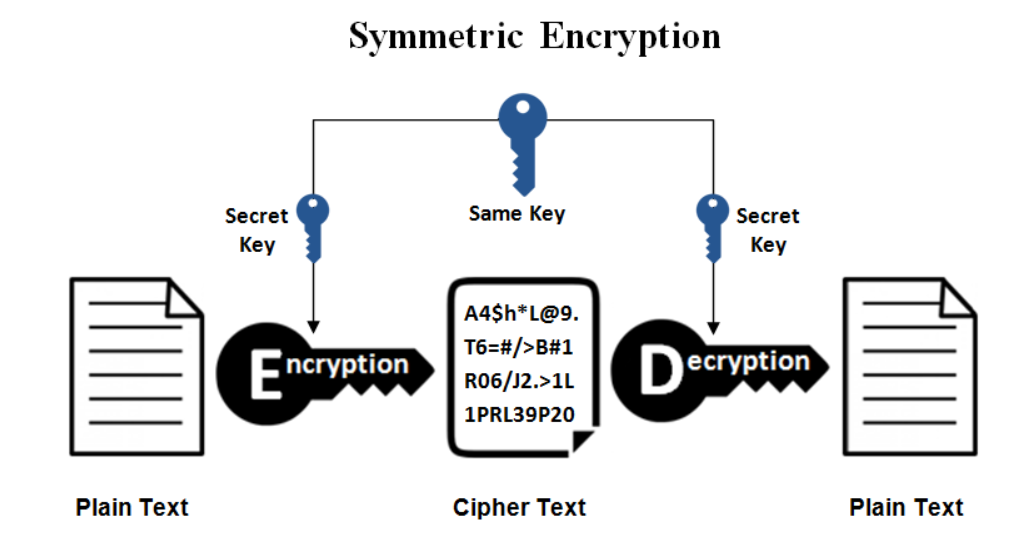 Symmetric Encryption
Same Key
Secret
Key
Secret
Key
Encryption
A4$h*L@9.
T6=#/>B#1
R06/J2.>1L
1PRL39P20
Decryption
Plain Text
Cipher Text
Plain Text